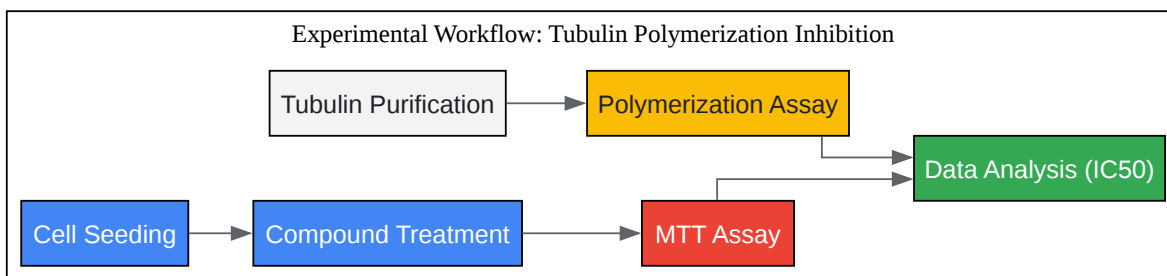 Experimental Workflow: Tubulin Polymerization Inhibition
Tubulin Purification
Polymerization Assay
Data Analysis (IC50)
Cell Seeding
Compound Treatment
MTT Assay